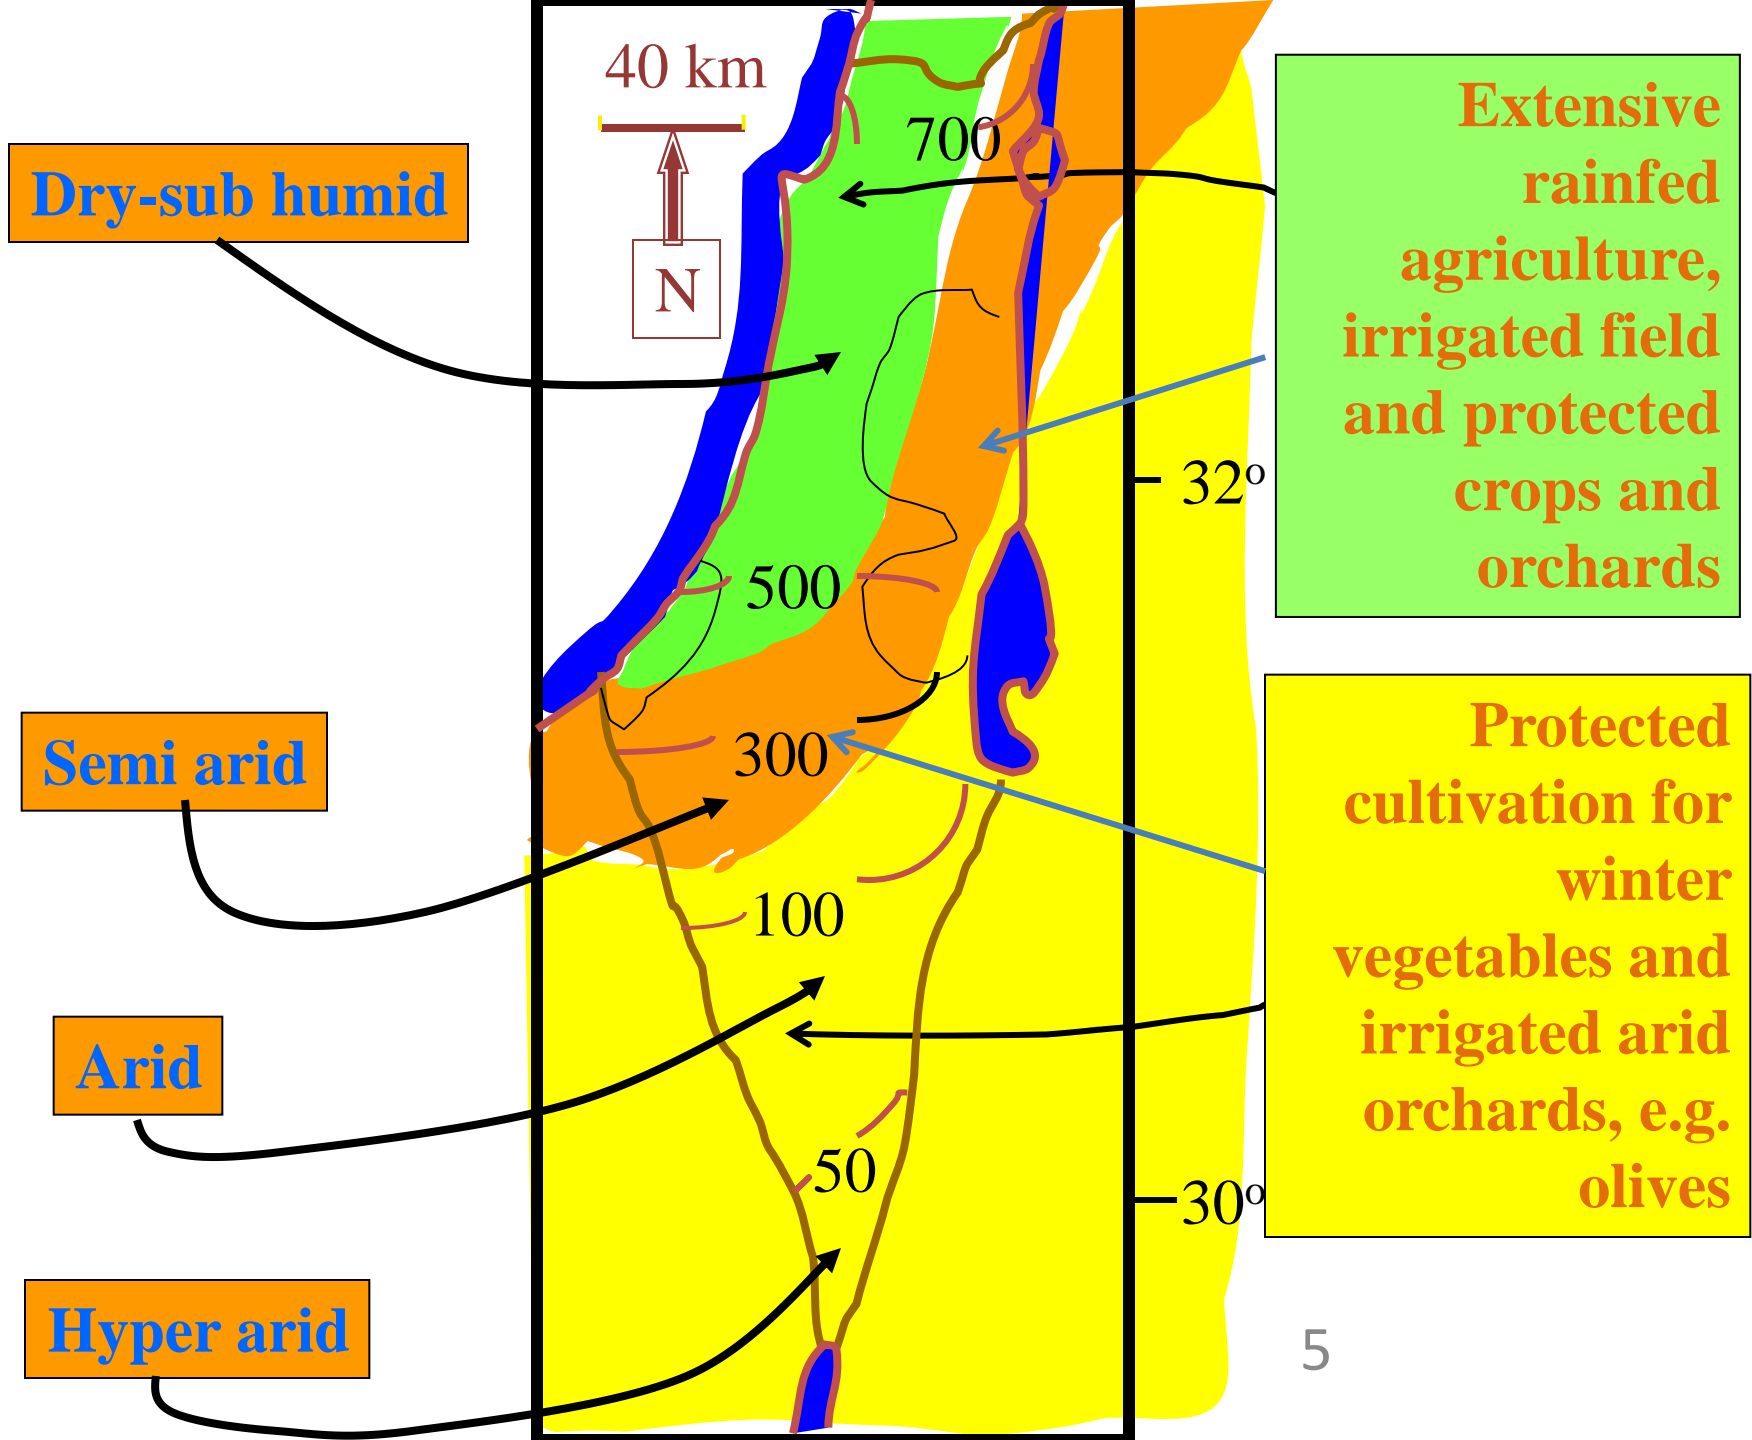 40 km
N
Dry-sub humid
Semi arid
Arid
Hyper arid
700
500
300
100
50
32º
30º
Extensive
rainfed
agriculture,
irrigated field
and protected
crops and
orchards
Protected
cultivation for
winter
vegetables and
irrigated arid
orchards, e.g.
olives
5